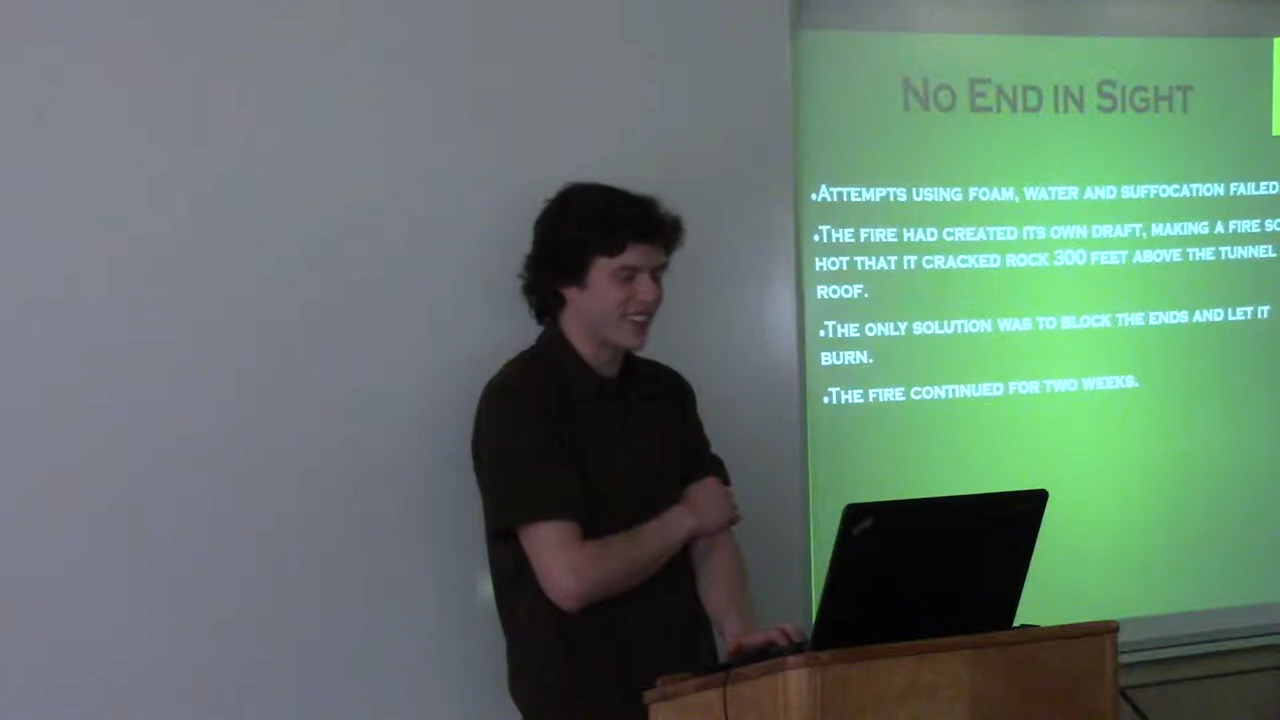 No End in Sight
•Attempts using foam, water and suffocation failed
•The fire had created its own draft, making a fire so
hot that it cracked rock 300 feet above the tunnel
roof.
•The only solution was to block the ends and let it
burn.
•The fire continued for two weeks.